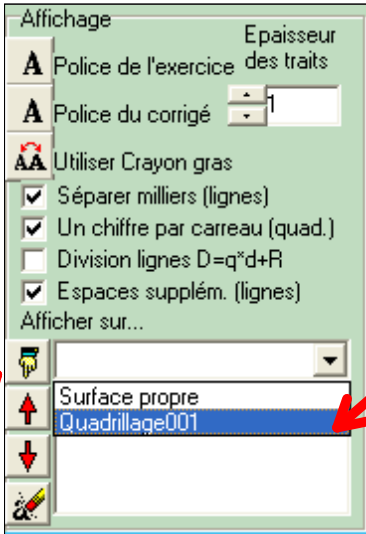 Affichage
Epaisseur
des traits
A Police de l'exercice
A Police du corrigé
1
AA Utiliser Crayon gras
Séparer milliers (lignes)
Un chiffre par carreau (quad.)
Division lignes D=q*d+R
Espaces supplém. (lignes)
Afficher sur...
Surface propre
Quadrillage001
a